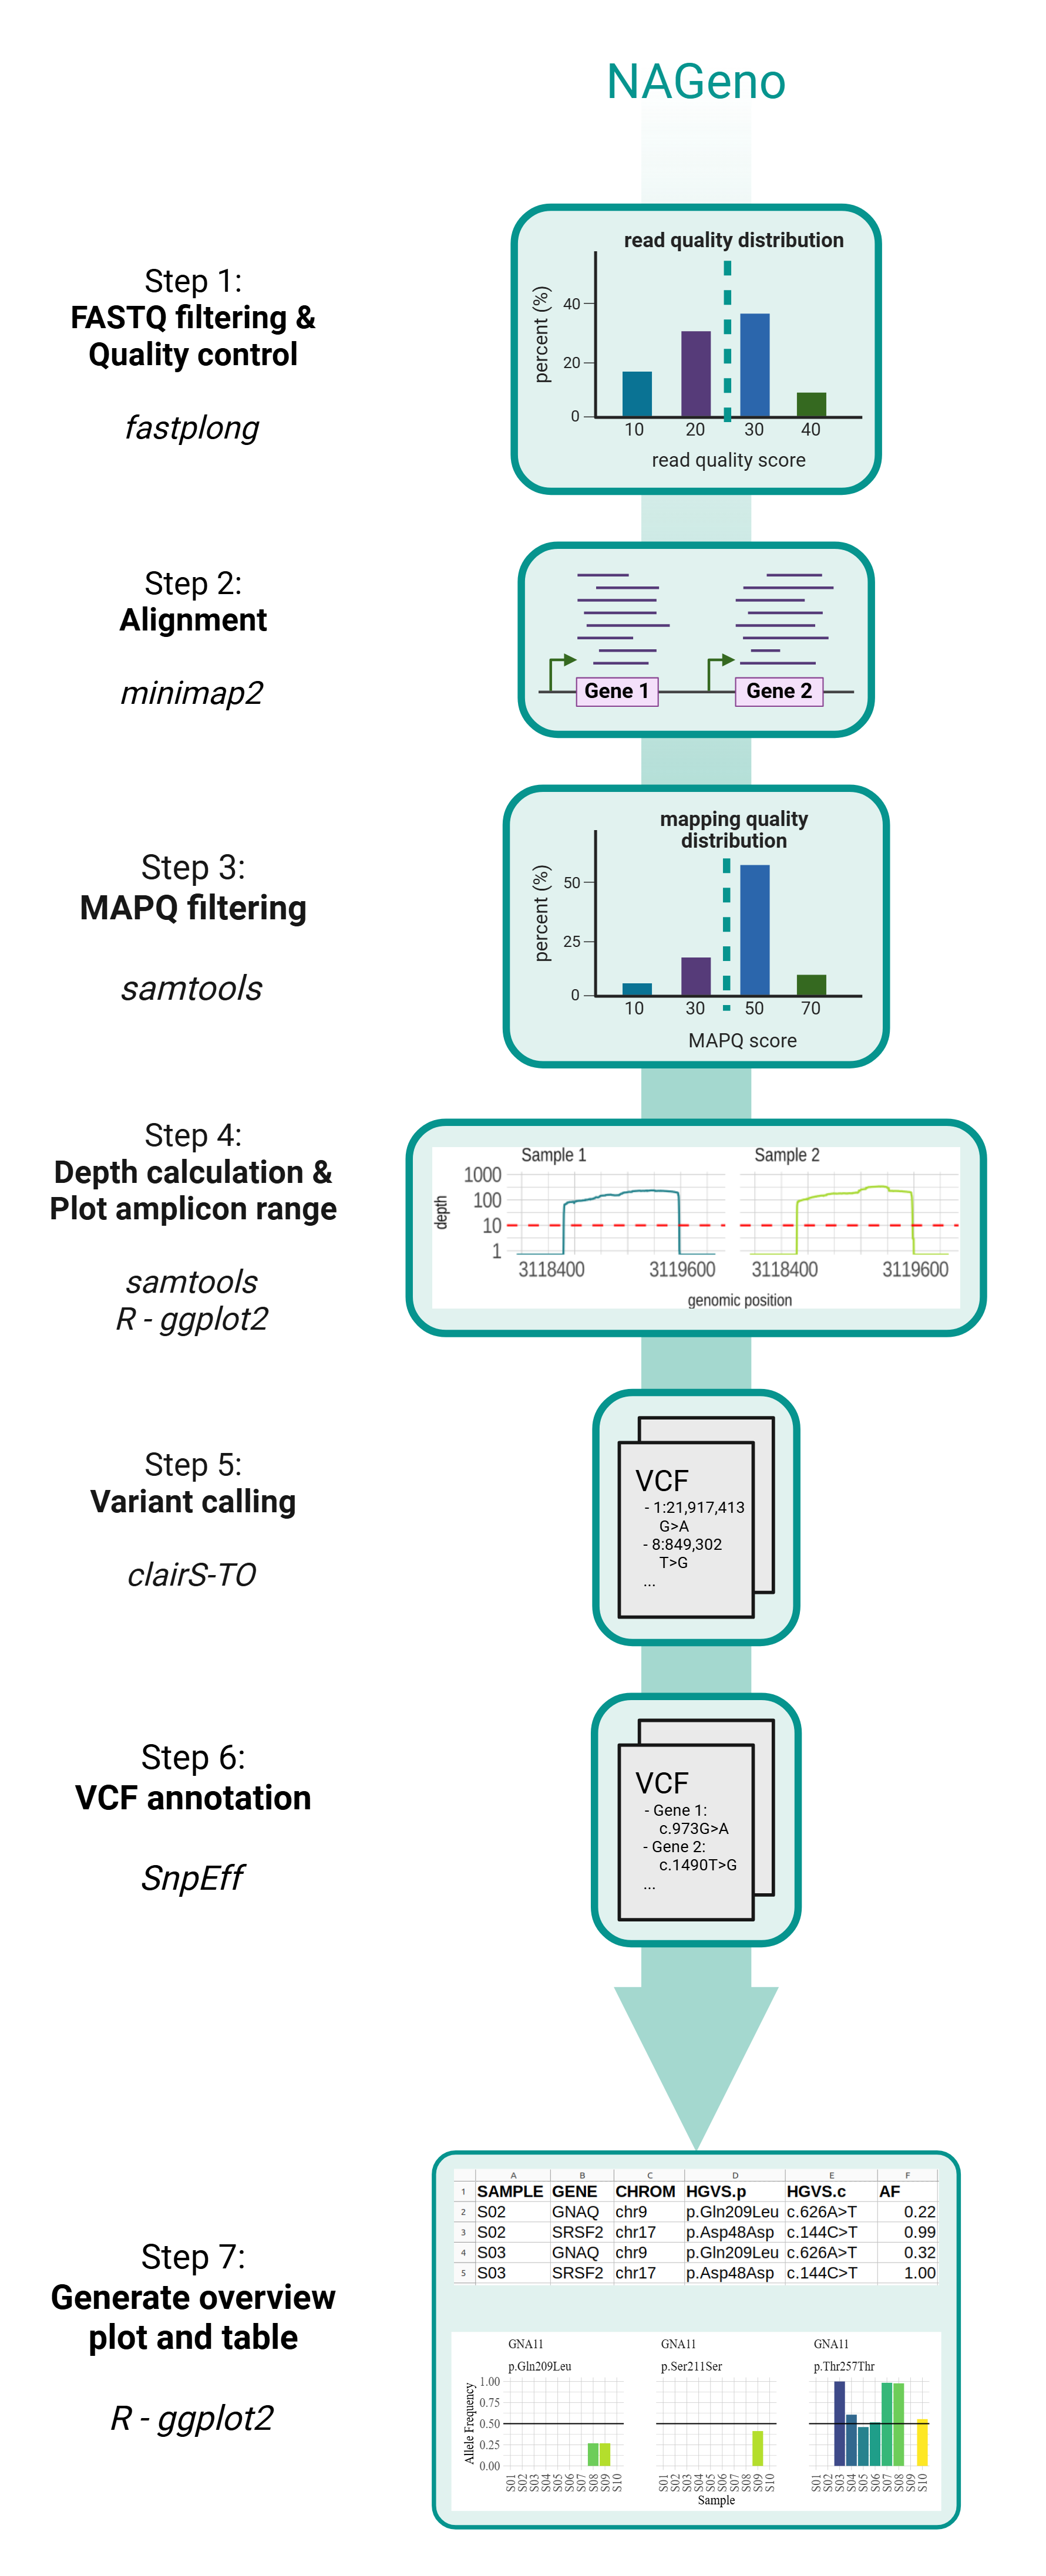 NAGeno
Step 1:
FASTQ filtering &
Quality control
fastplong
read quality distribution
percent (%)
40
20
0
10 20 30 40
read quality score
Step 2:
Alignment
minimap2
Gene 1 Gene 2
Step 3:
MAPQ filtering
samtools
mapping quality
distribution
percent (%)
50
25
0
10 30 50 70
MAPQ score
Step 4:
Depth calculation &
Plot amplicon range
samtools
R - ggplot2
Sample 1 Sample 2
depth
1000
100
10
1
3118400 3119600 3118400 3119600
genomic position
Step 5:
Variant calling
clairS-TO
VCF
- 1:21,917,413
G>A
- 8:849,302
T>G
...
Step 6:
VCF annotation
SnpEff
VCF
- Gene 1:
c.973G>A
- Gene 2:
c.1490T>G
...
Step 7:
Generate overview
plot and table
R - ggplot2
A B C D E F
1 SAMPLE GENE CHROM HGVS.p HGVS.c AF
2 S02 GNAQ chr9 p.Gln209Leu c.626A>T 0.22
3 S02 SRSF2 chr17 p.Asp48Asp c.144C>T 0.99
4 S03 GNAQ chr9 p.Gln209Leu c.626A>T 0.32
5 S03 SRSF2 chr17 p.Asp48Asp c.144C>T 1.00
GNA11 GNA11 GNA11
p.Gln209Leu p.Ser211Ser p.Thr257Thr
Allele Frequency
1.00
0.75
0.50
0.25
0.00
S01 S02 S03 S04 S05 S06 S07 S08 S09 S10 S01 S02 S03 S04 S05 S06 S07 S08 S09 S10 S01 S02 S03 S04 S05 S06 S07 S08 S09 S10
Sample